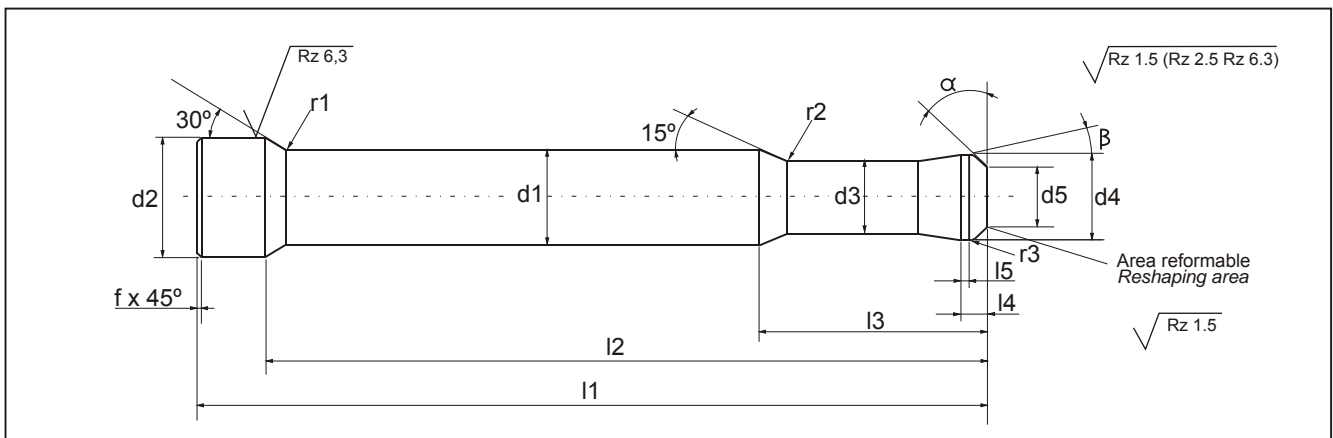 Rz 6,3
Rz 1.5 (Rz 2.5 Rz 6.3)
30º
r1
15º
r2
α
β
d2
d1
d3
d5
d4
r3
Area reformable
Reshaping area
f x 45º
l5
l4
l3
Rz 1.5
l2
l1